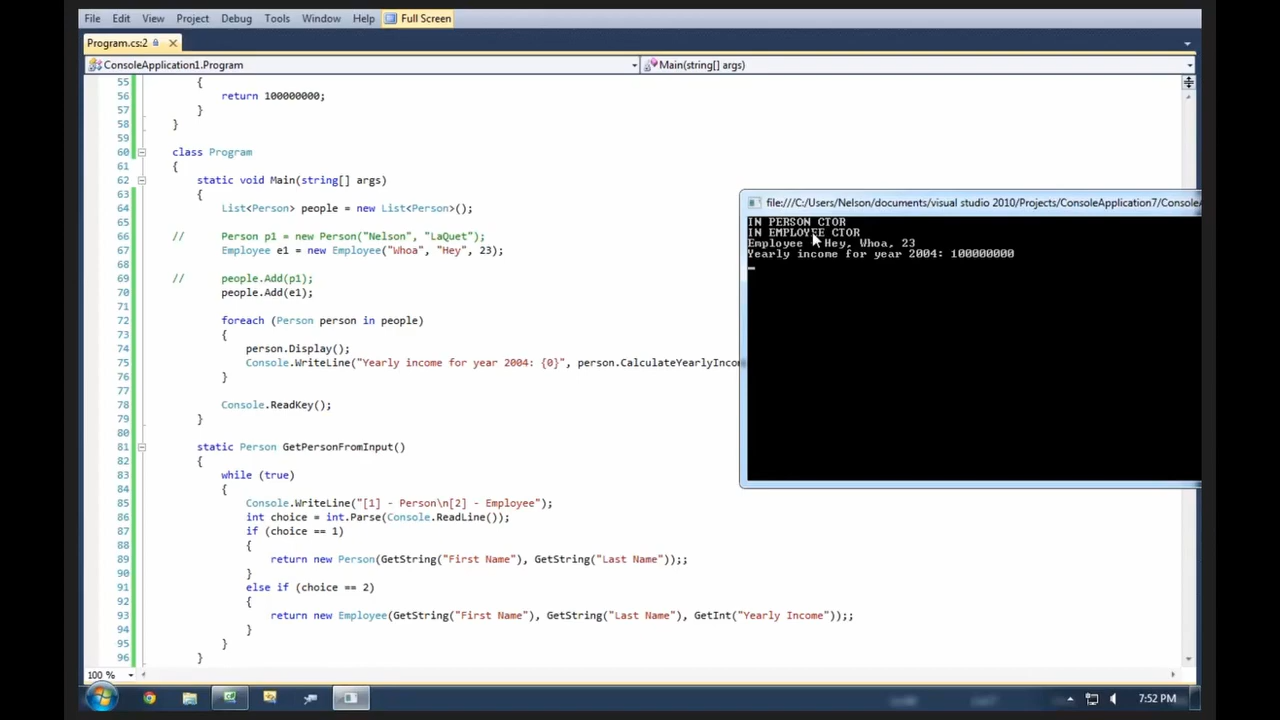 File Edit View Project Debug Tools Window Help Full Screen
Program.cs:2
ConsoleApplication1.Program Main(string[] args)
55 {
56 return 100000000;
57 }
58 }
59
60 class Program
61 {
62 static void Main(string[] args)
63 {
64 List<Person> people = new List<Person>();
65
66 // Person p1 = new Person("Nelson", "LaQuet");
67 Employee e1 = new Employee("Whoa", "Hey", 23);
68
69 // people.Add(p1);
70 people.Add(e1);
71
72 foreach (Person person in people)
73 {
74 person.Display();
75 Console.WriteLine("Yearly income for year 2004: {0}", person.CalculateYearlyIncom
76 }
77
78 Console.ReadKey();
79 }
80
81 static Person GetPersonFromInput()
82 {
83 while (true)
84 {
85 Console.WriteLine("[1] - Person\n[2] - Employee");
86 int choice = int.Parse(Console.ReadLine());
87 if (choice == 1)
88 {
89 return new Person(GetString("First Name"), GetString("Last Name"));;
90 }
91 else if (choice == 2)
92 {
93 return new Employee(GetString("First Name"), GetString("Last Name"), GetInt("Yearly Income"));;
94 }
95 }
96 }
file:///C:/Users/Nelson/documents/visual studio 2010/Projects/ConsoleApplication7/ConsoleA
IN PERSON CTOR
IN EMPLOYEE CTOR
Employee Hey, Whoa, 23
Yearly income for year 2004: 100000000
100 %
7:52 PM